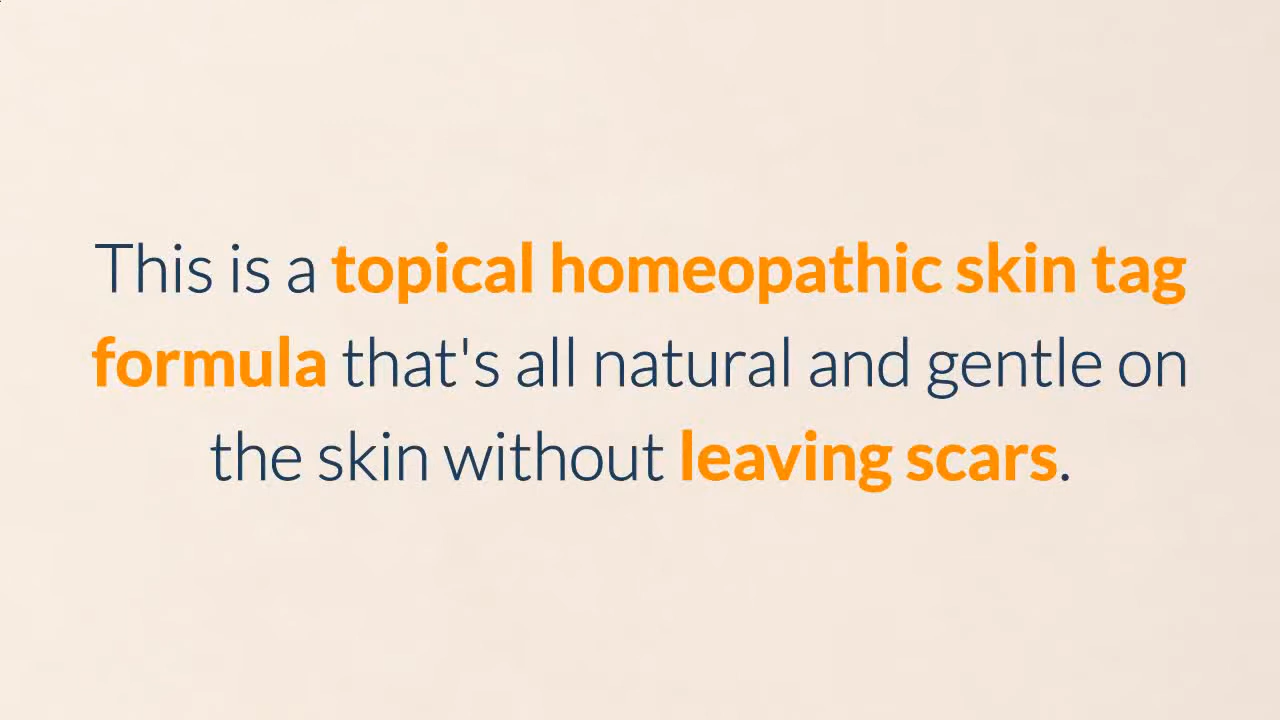 This is a topical homeopathic skin tag
formula that's all natural and gentle on
the skin without leaving scars.